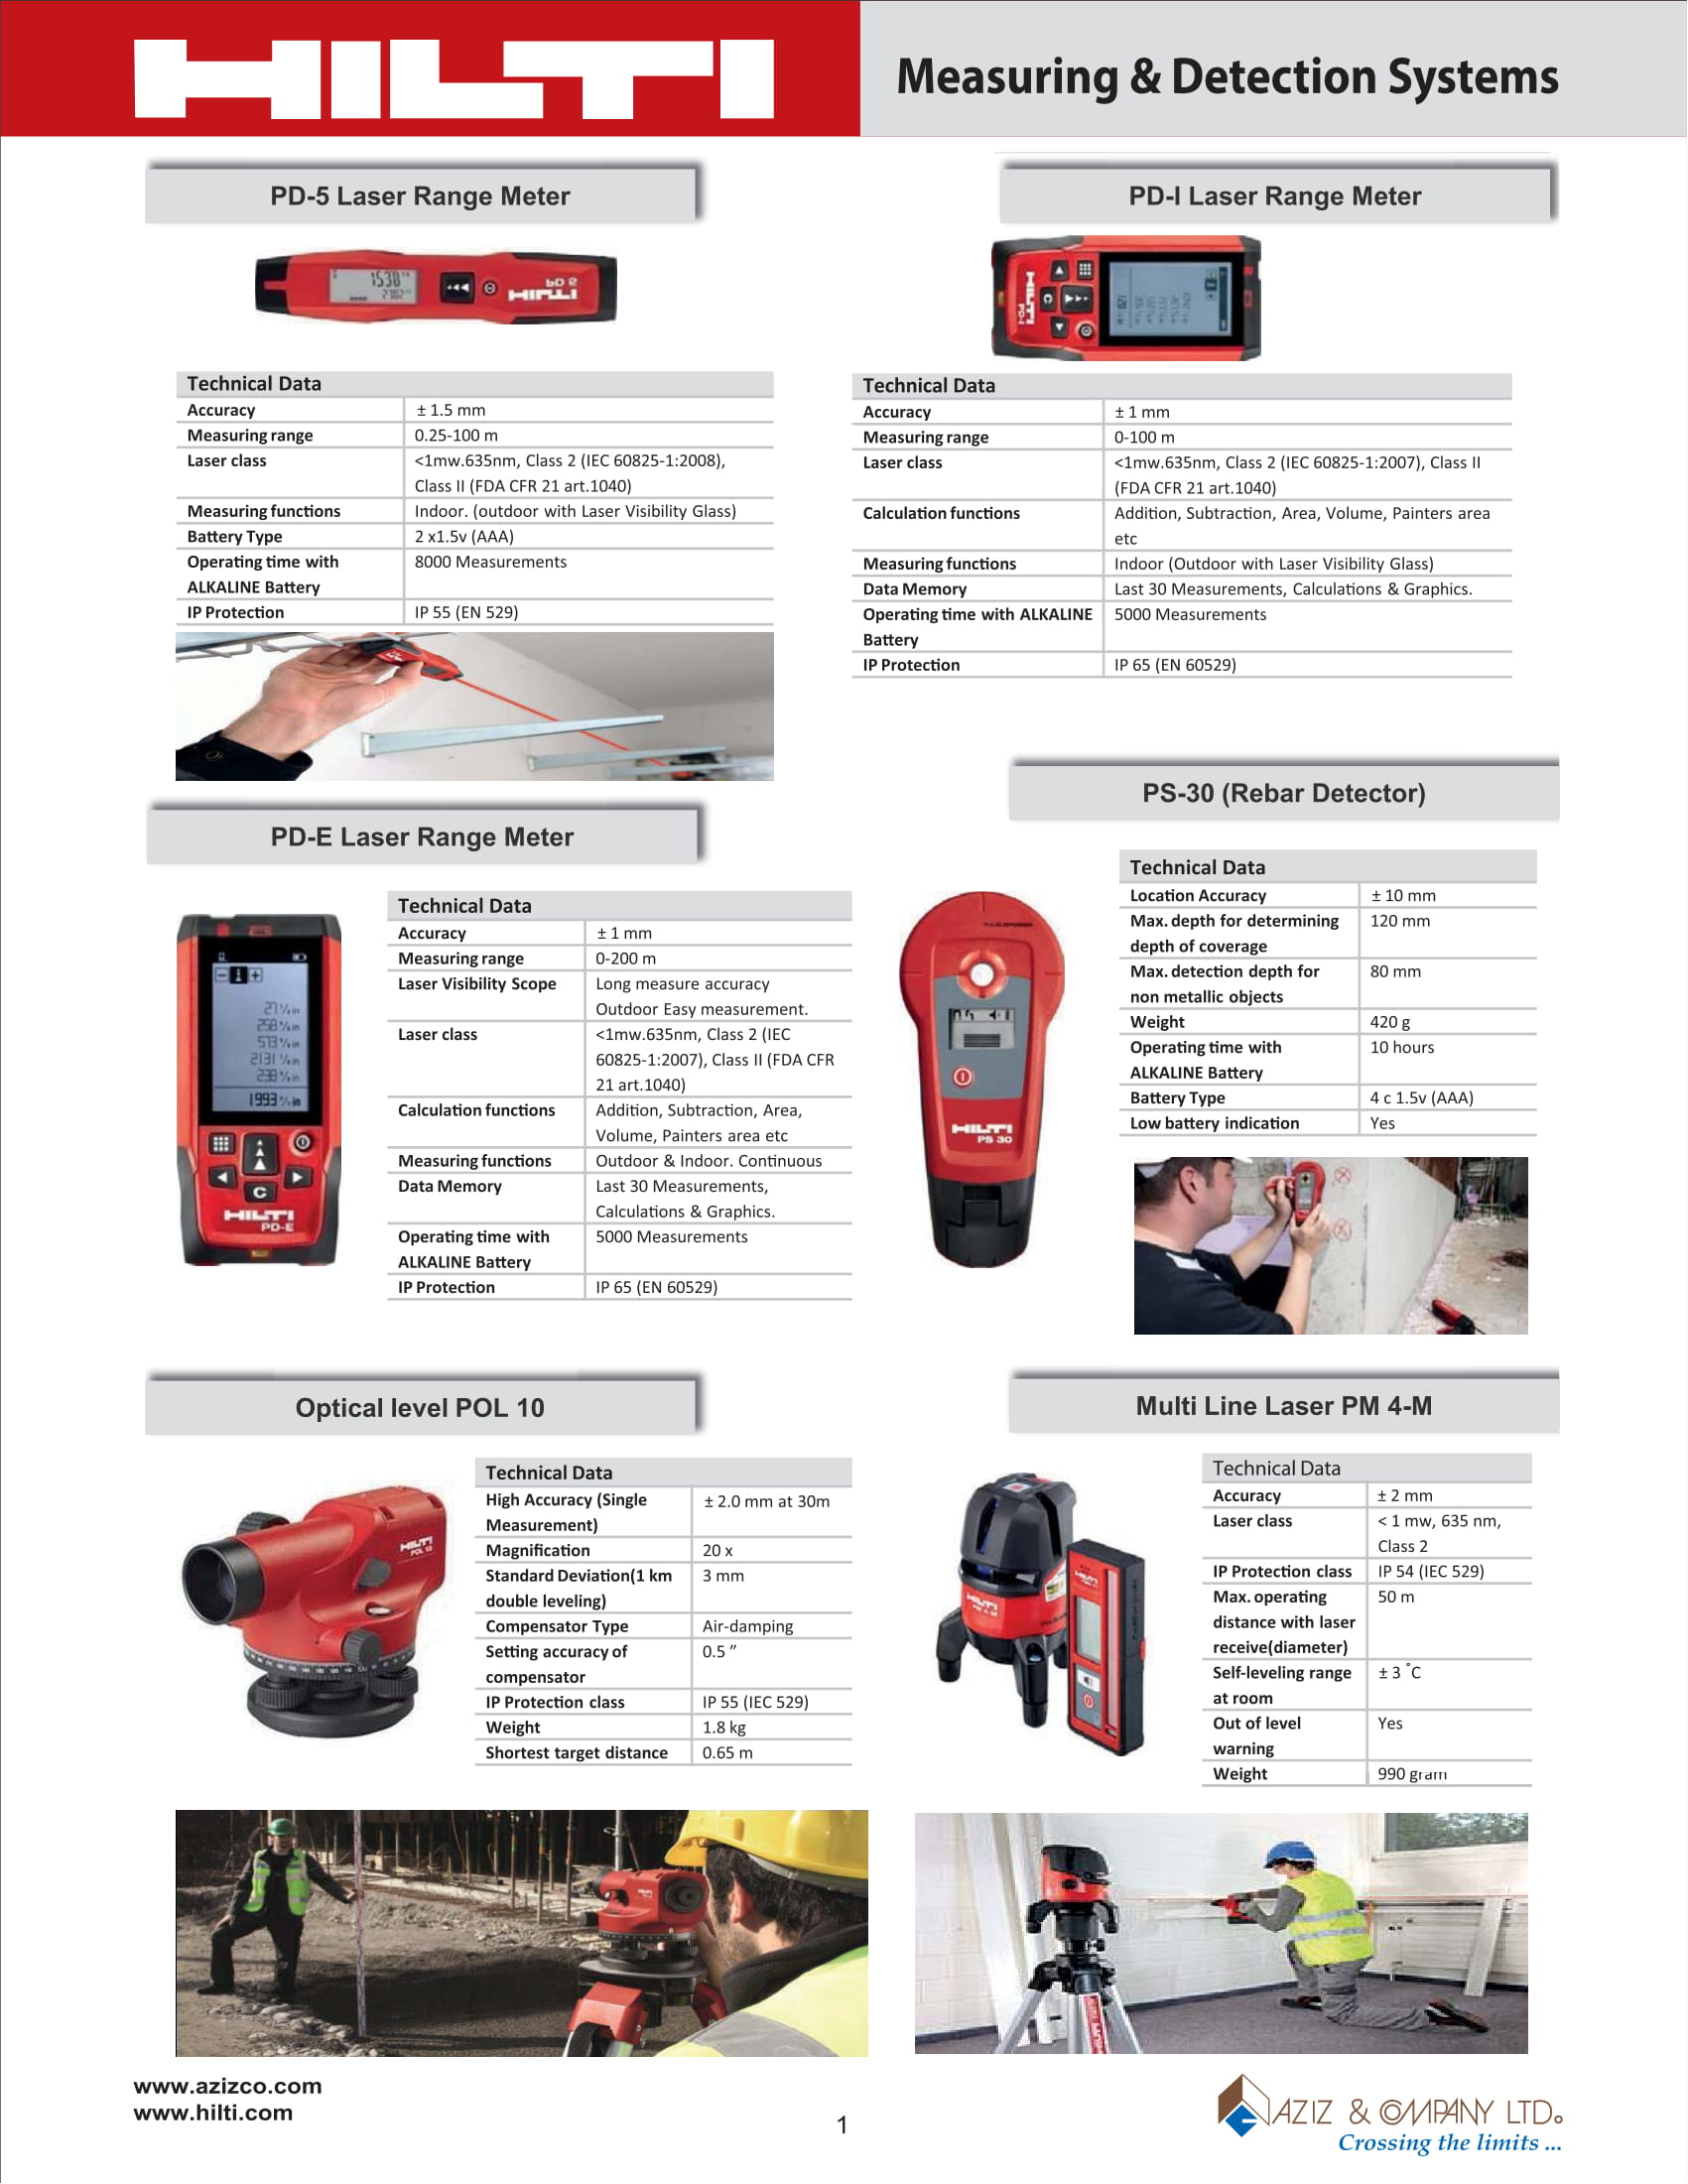 HILTI
Measuring & Detection Systems
PD-5 Laser Range Meter
HILTI
PD 5
Technical Data
Accuracy ± 1.5 mm
Measuring range 0.25-100 m
Laser class <1mw.635nm, Class 2 (IEC 60825-1:2008),
Class II (FDA CFR 21 art.1040)
Measuring functions Indoor. (outdoor with Laser Visibility Glass)
Battery Type 2 x1.5v (AAA)
Operating time with 8000 Measurements
ALKALINE Battery
IP Protection IP 55 (EN 529)
PD-I Laser Range Meter
HILTI
PD-I
C
Technical Data
Accuracy ± 1 mm
Measuring range 0-100 m
Laser class <1mw.635nm, Class 2 (IEC 60825-1:2007), Class II
(FDA CFR 21 art.1040)
Calculation functions Addition, Subtraction, Area, Volume, Painters area
etc
Measuring functions Indoor (Outdoor with Laser Visibility Glass)
Data Memory Last 30 Measurements, Calculations & Graphics.
Operating time with ALKALINE 5000 Measurements
Battery
IP Protection IP 65 (EN 60529)
PD-E Laser Range Meter
C
HILTI
PD-E
Technical Data
Accuracy ± 1 mm
Measuring range 0-200 m
Laser Visibility Scope Long measure accuracy
Outdoor Easy measurement.
Laser class <1mw.635nm, Class 2 (IEC
60825-1:2007), Class II (FDA CFR
21 art.1040)
Calculation functions Addition, Subtraction, Area,
Volume, Painters area etc
Measuring functions Outdoor & Indoor. Continuous
Data Memory Last 30 Measurements,
Calculations & Graphics.
Operating time with 5000 Measurements
ALKALINE Battery
IP Protection IP 65 (EN 60529)
PS-30 (Rebar Detector)
HILTI
PS 30
Technical Data
Location Accuracy ± 10 mm
Max. depth for determining 120 mm
depth of coverage
Max. detection depth for 80 mm
non metallic objects
Weight 420 g
Operating time with 10 hours
ALKALINE Battery
Battery Type 4 c 1.5v (AAA)
Low battery indication Yes
Optical level POL 10
HILTI
POL 10
Technical Data
High Accuracy (Single ± 2.0 mm at 30m
Measurement)
Magnification 20 x
Standard Deviation(1 km 3 mm
double leveling)
Compensator Type Air-damping
Setting accuracy of 0.5 ″
compensator
IP Protection class IP 55 (IEC 529)
Weight 1.8 kg
Shortest target distance 0.65 m
Multi Line Laser PM 4-M
HILTI
Technical Data
Accuracy ± 2 mm
Laser class < 1 mw, 635 nm,
Class 2
IP Protection class IP 54 (IEC 529)
Max. operating 50 m
distance with laser
receive(diameter)
Self-leveling range ± 3 ˚C
at room
Out of level Yes
warning
Weight 990 gram
www.azizco.com
www.hilti.com
1
AZIZ & COMPANY LTD.
Crossing the limits ...